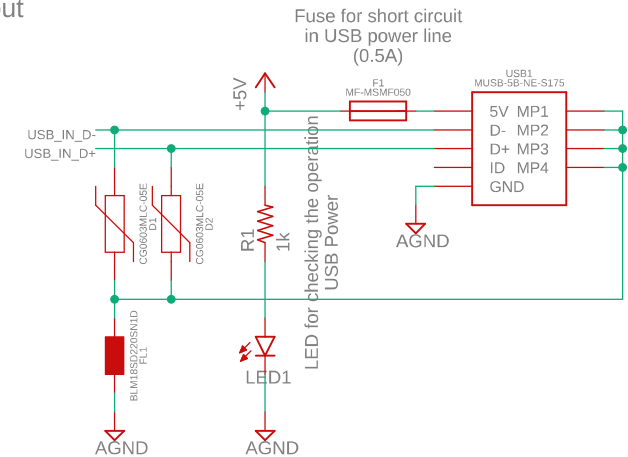 out
Fuse for short circuit
in USB power line
(0.5A)
+5V
F1
MF-MSMF050
USB1
MUSB-5B-NE-S175
5V MP1
D- MP2
D+ MP3
ID MP4
GND
USB_IN_D-
USB_IN_D+
CG0603MLC-05E
D1
CG0603MLC-05E
D2
R1
1k
LED for checking the operation
USB Power
AGND
BLM18SD220SN1D
FL1
LED1
AGND
AGND